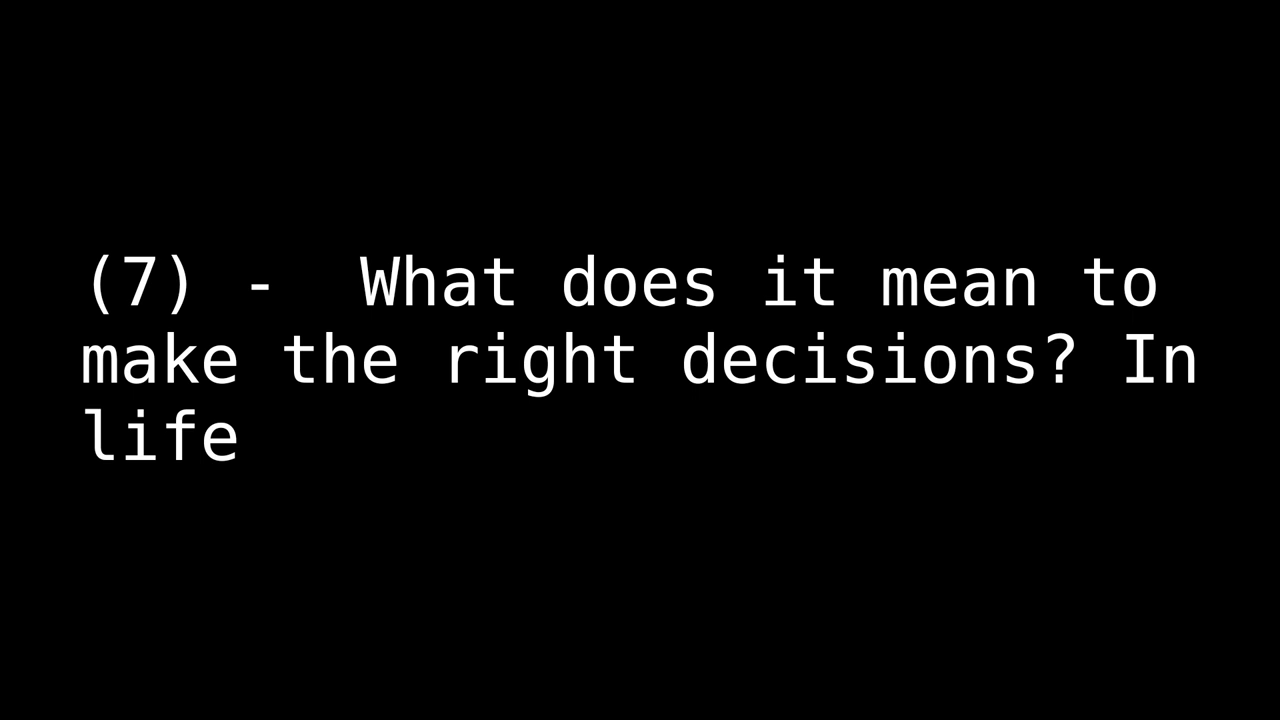 (7) -  What does it mean to
make the right decisions? In
life